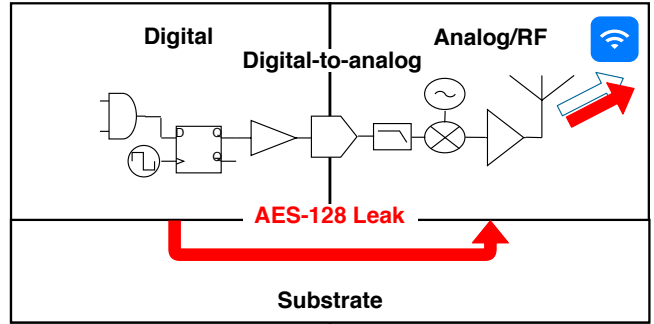 Digital
Analog/RF
Digital-to-analog
D
Q
Q
AES-128 Leak
Substrate